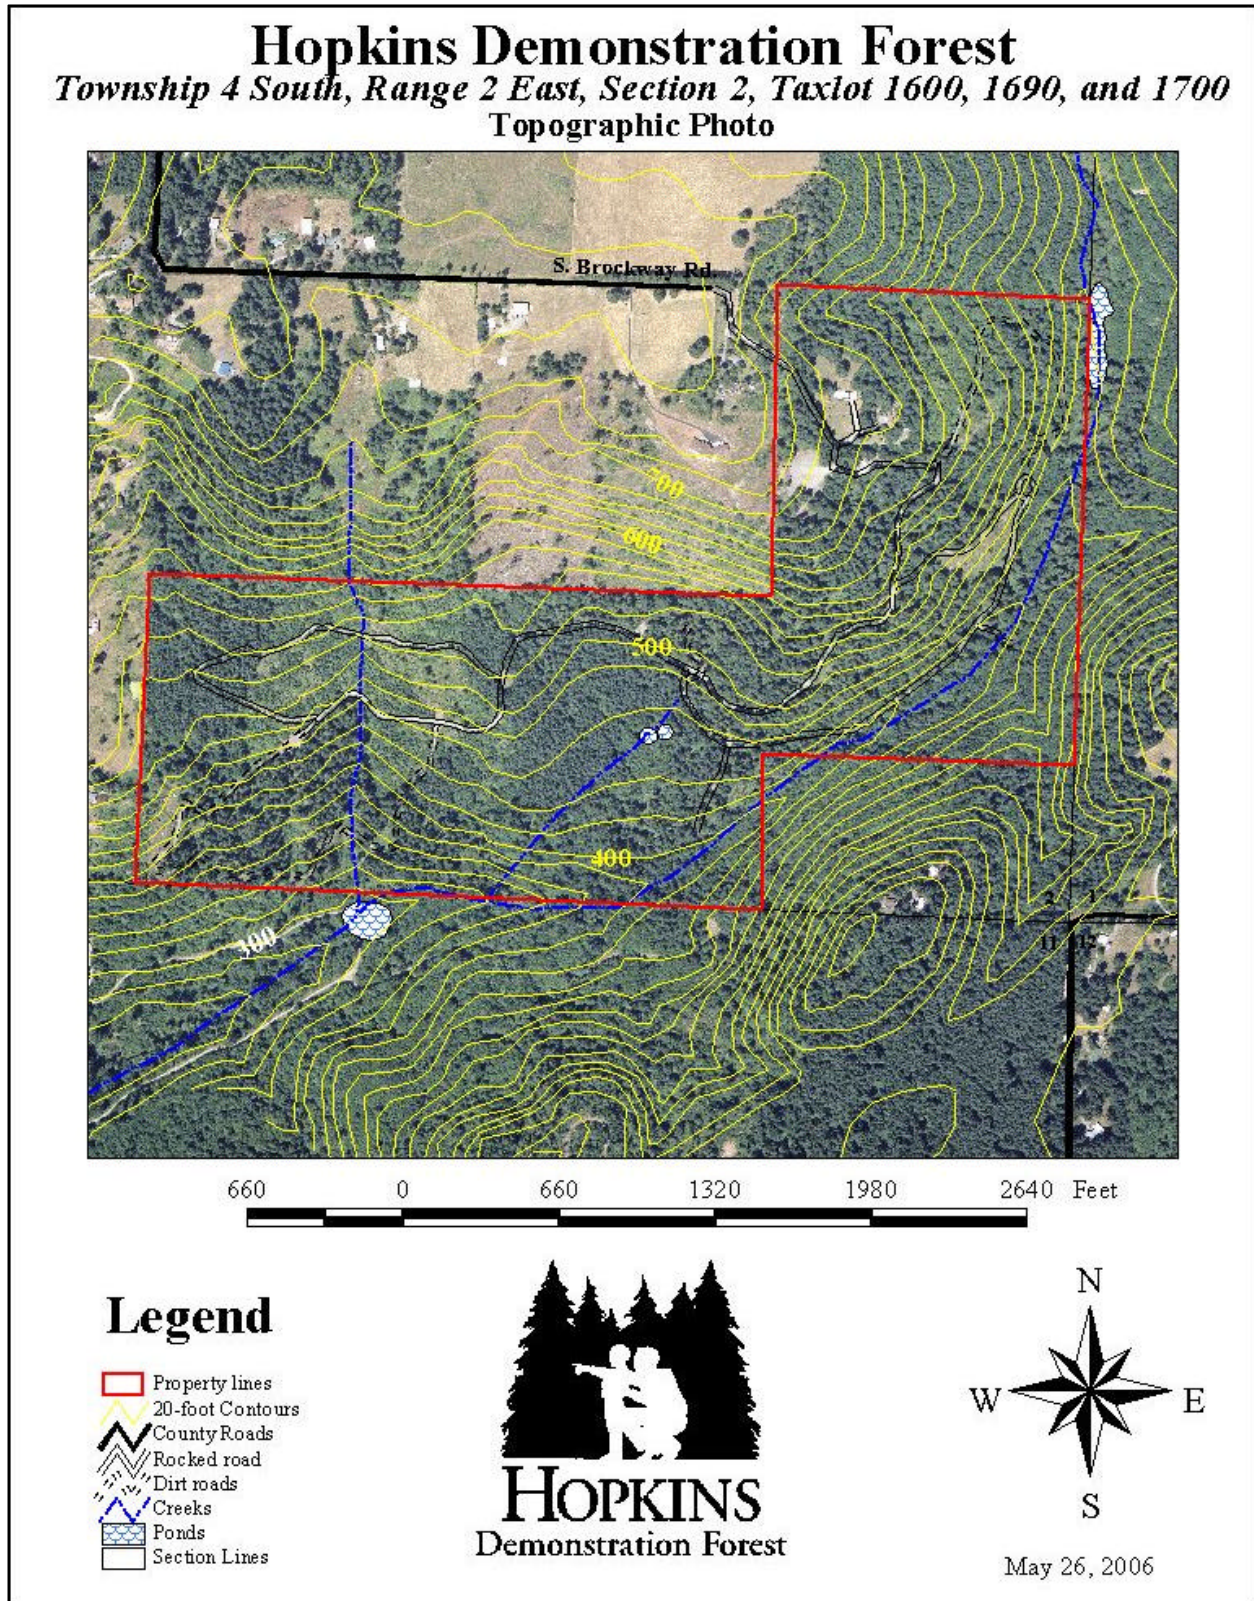 Hopkins Demonstration Forest
Township 4 South, Range 2 East, Section 2, Taxlot 1600, 1690, and 1700
Topographic Photo
S. Brockway Rd.
700
600
500
400
300
2 1
11 12
660 0 660 1320 1980 2640 Feet
Legend
Property lines
20-foot Contours
County Roads
Rocked road
Dirt roads
Creeks
Ponds
Section Lines
HOPKINS
Demonstration Forest
N
W E
S
May 26, 2006